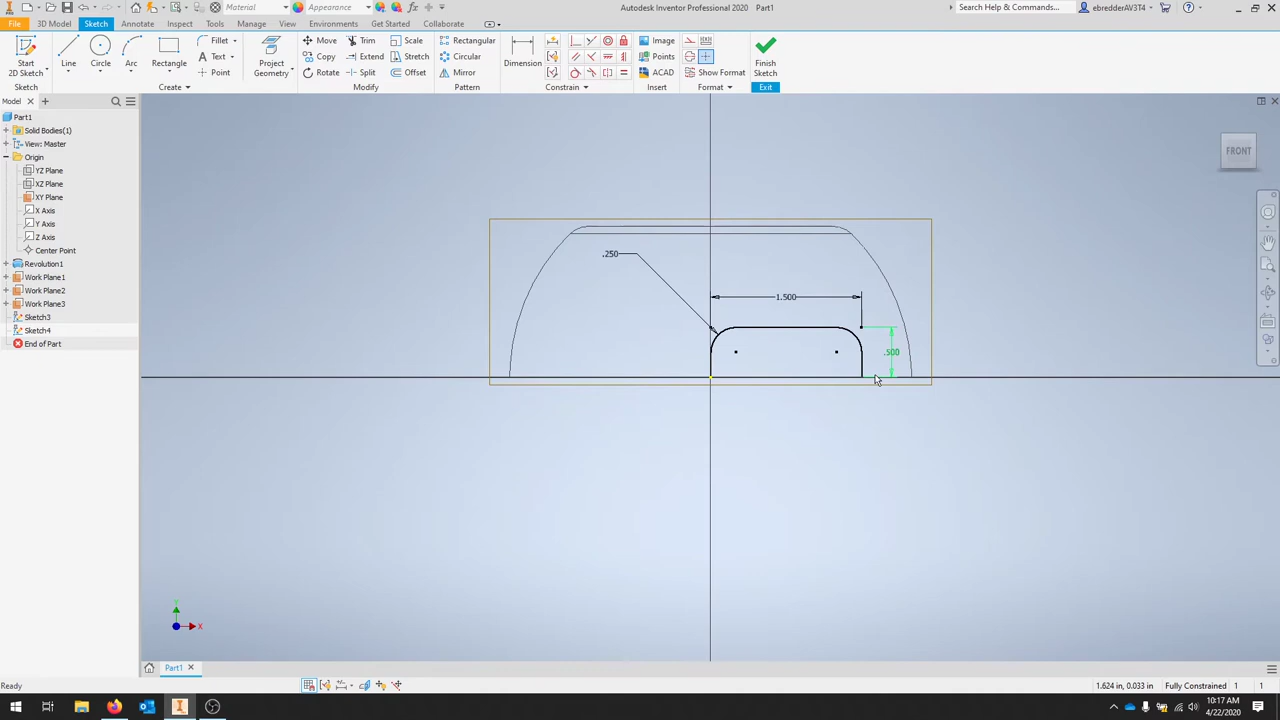 Material
Appearance
Autodesk Inventor Professional 2020 Part1
Search Help & Commands...
ebredderAV3T4
File
3D Model
Sketch
Annotate
Inspect
Tools
Manage
View
Environments
Get Started
Collaborate
Start
2D Sketch
Line
Circle
Arc
Rectangle
Fillet
Text
Point
Project
Geometry
Move
Copy
Rotate
Trim
Extend
Split
Scale
Stretch
Offset
Rectangular
Circular
Mirror
Dimension
Image
Points
ACAD
Show Format
Finish
Sketch
Sketch
Create
Modify
Pattern
Constrain
Insert
Format
Exit
Model
Part1
Solid Bodies(1)
View: Master
Origin
YZ Plane
XZ Plane
XY Plane
X Axis
Y Axis
Z Axis
Center Point
Revolution1
Work Plane1
Work Plane2
Work Plane3
Sketch3
Sketch4
End of Part
FRONT
.250
1.500
.500
Y
X
Part1
Ready
1.624 in, 0.033 in
Fully Constrained
1
1
10:17 AM
4/22/2020